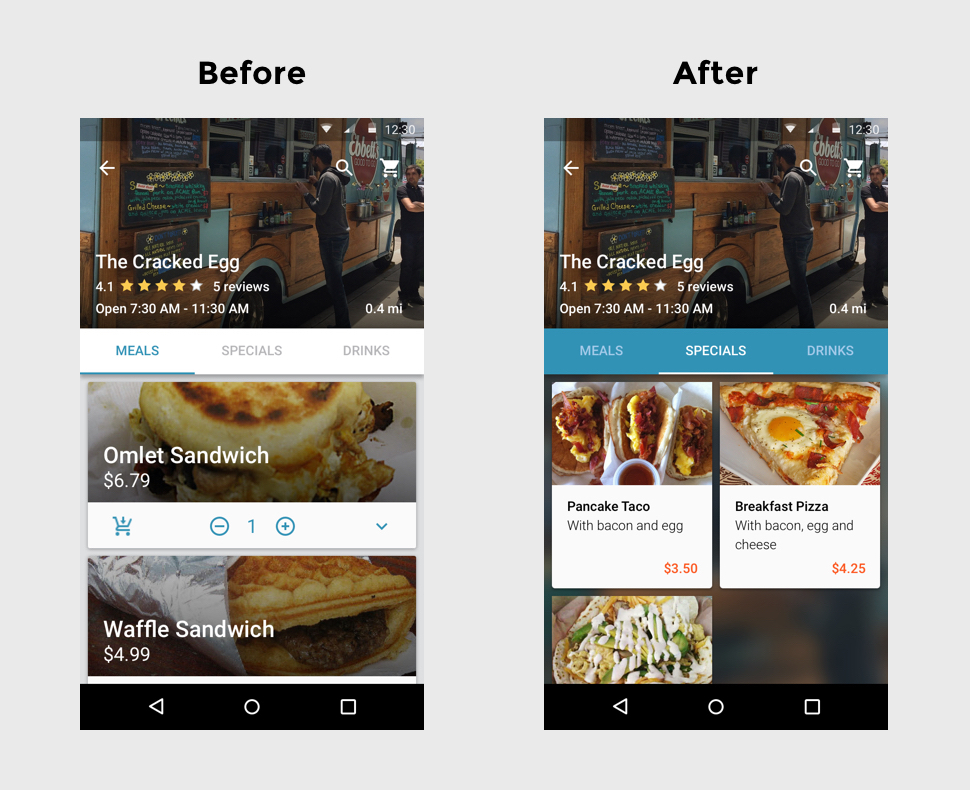 Before
After
12:30
Ebbett
The Cracked Egg
4.1 5 reviews
Open 7:30 AM - 11:30 AM 0.4 mi
MEALS SPECIALS DRINKS
Omlet Sandwich
$6.79
1
Waffle Sandwich
$4.99
12:30
Ebbett
The Cracked Egg
4.1 5 reviews
Open 7:30 AM - 11:30 AM 0.4 mi
MEALS SPECIALS DRINKS
Pancake Taco
With bacon and egg
$3.50
Breakfast Pizza
With bacon, egg and
cheese
$4.25